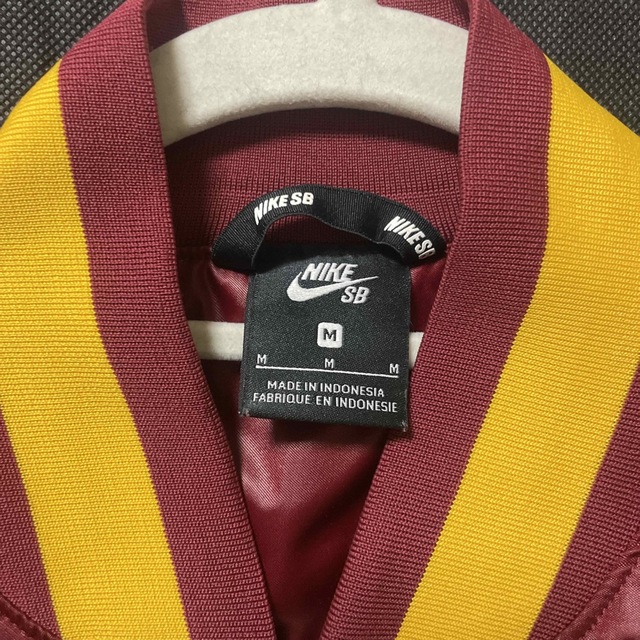 NIKE SB
NIKE SB
NIKE
SB
M
M M M
MADE IN INDONESIA
FABRIQUE EN INDONESIE